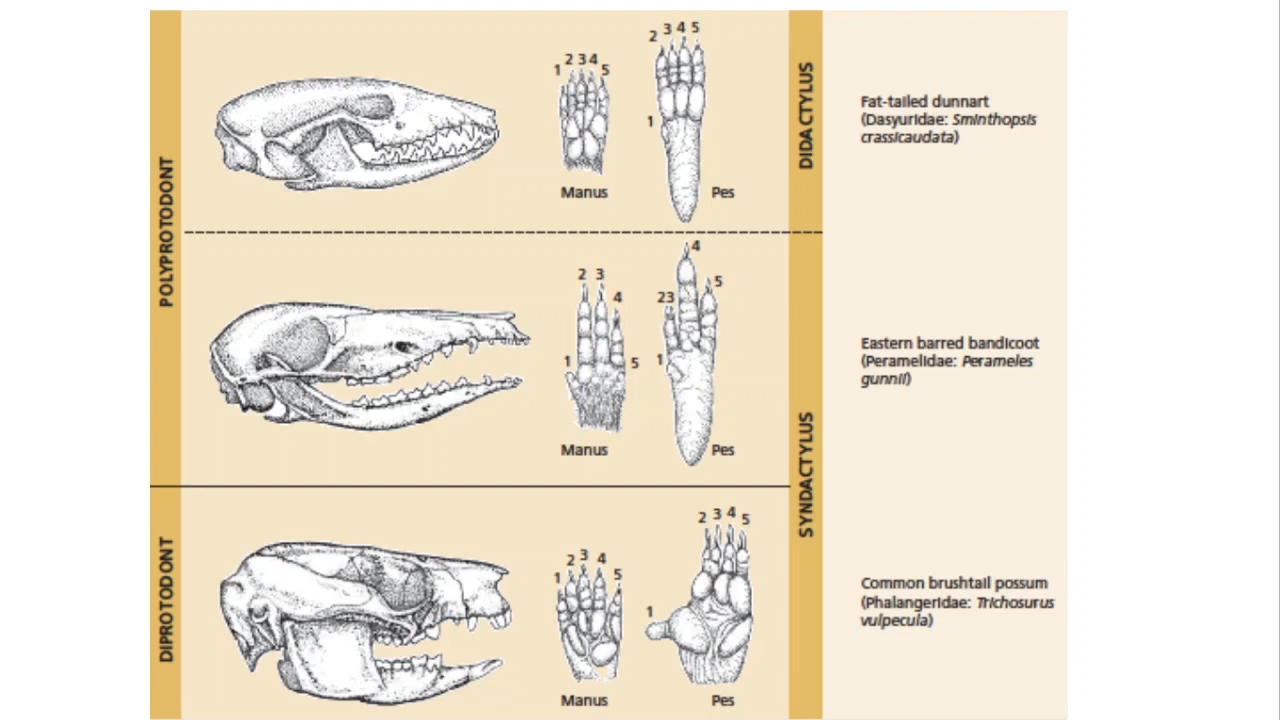 POLYPROTODONT
1 2 3 4 5
Manus
2 3 4 5
1
Pes
DIDACTYLUS
Fat-tailed dunnart
(Dasyuridae: Sminthopsis
crassicaudata)
2 3
4
1
5
Manus
4
5
23
1
Pes
SYNDACTYLUS
Eastern barred bandicoot
(Peramelidae: Perameles
gunnii)
DIPROTODONT
1 2 3 4 5
Manus
2 3 4 5
1
Pes
Common brushtail possum
(Phalangeridae: Trichosurus
vulpecula)